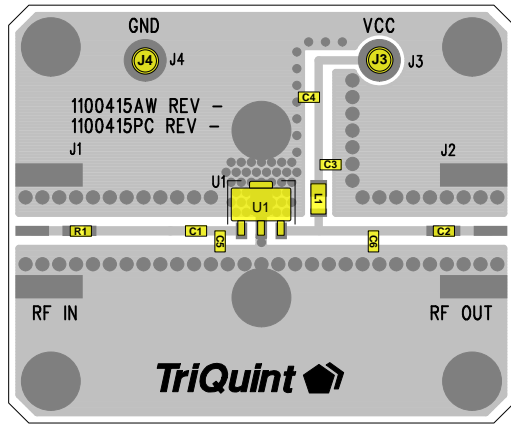 GND
VCC
J4 J4
J3 J3
C4
1100415AW REV -
1100415PC REV -
J1
J2
C3
U1
U1
L1
R1
C1
C5
C6
C2
RF IN
RF OUT
TriQuint